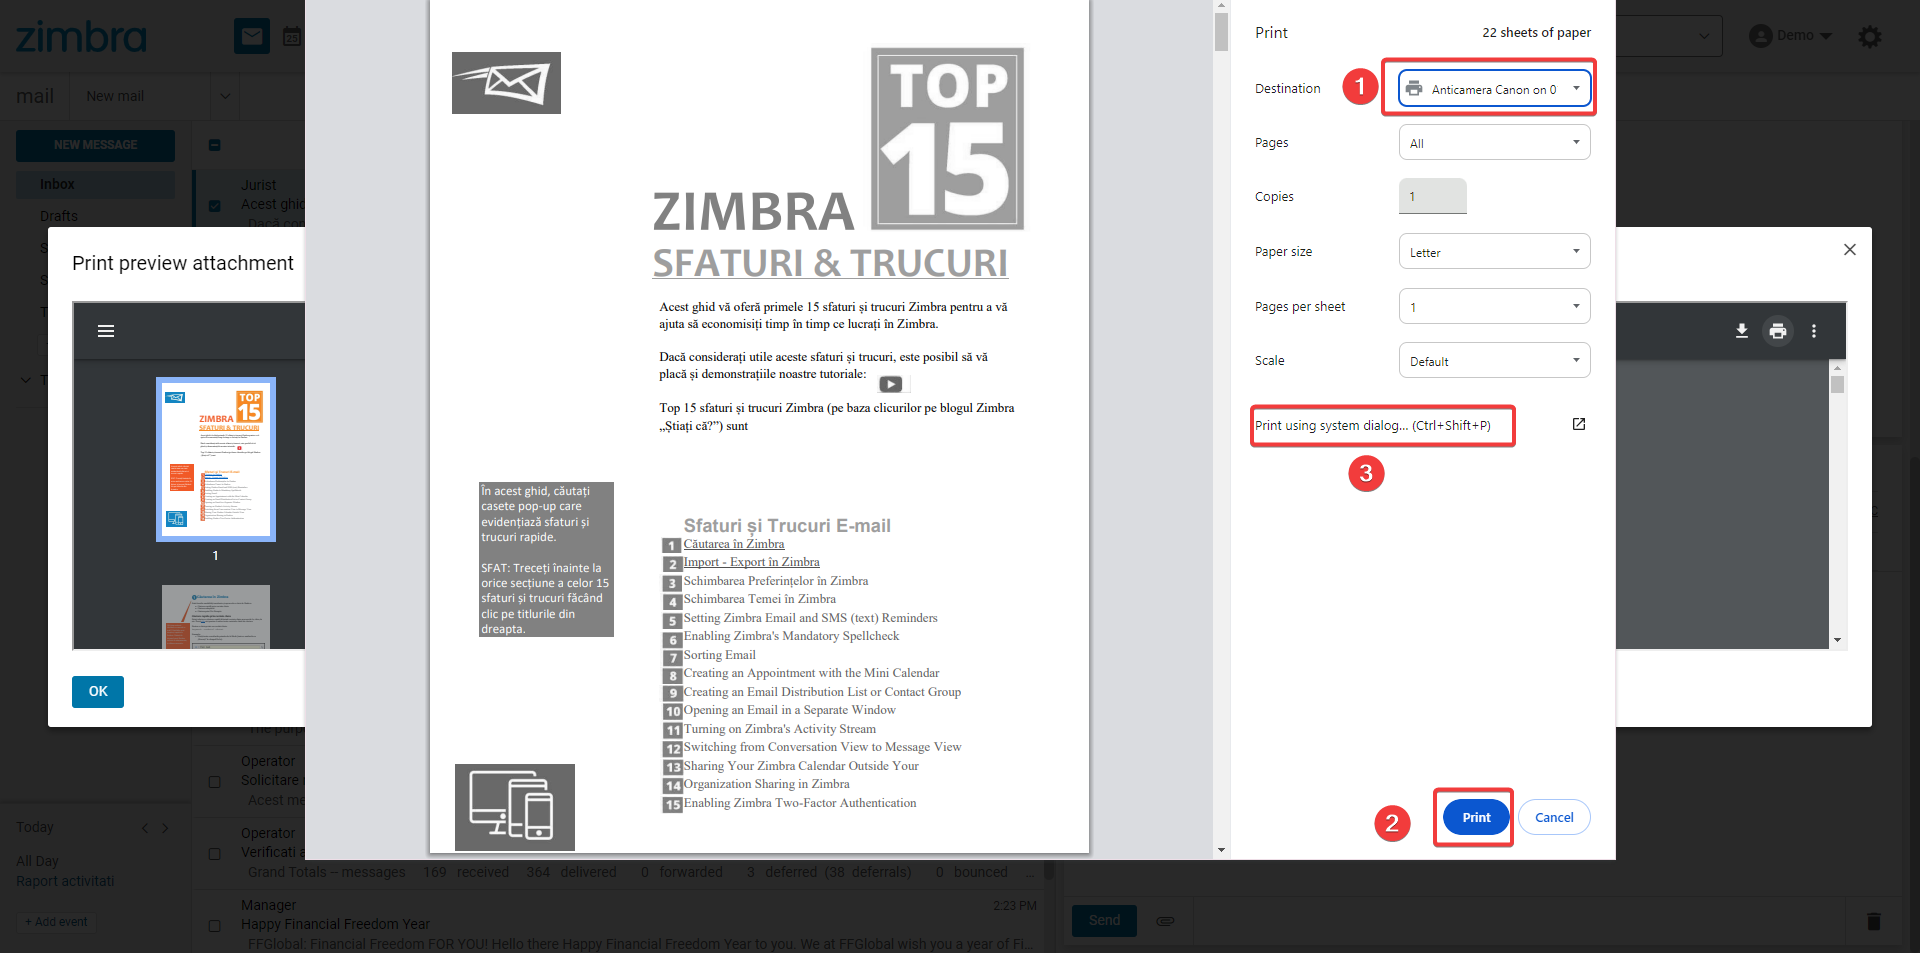 zimbra
Demo
mail
New mail
NEW MESSAGE
Inbox
Drafts
Jurist
Acest ghid
Dacă con
Print preview attachment
TOP
15
ZIMBRA
SFATURI & TRUCURI
1
OK
TOP
15
ZIMBRA
SFATURI & TRUCURI
Acest ghid vă oferă primele 15 sfaturi și trucuri Zimbra pentru a vă
ajuta să economisiți timp în timp ce lucrați în Zimbra.
Dacă considerați utile aceste sfaturi și trucuri, este posibil să vă
placă și demonstrațiile noastre tutoriale:
Top 15 sfaturi și trucuri Zimbra (pe baza clicurilor pe blogul Zimbra
„Știați că?”) sunt
În acest ghid, căutați
casete pop-up care
evidențiază sfaturi și
trucuri rapide.
SFAT: Treceți înainte la
orice secțiune a celor 15
sfaturi și trucuri făcând
clic pe titlurile din
dreapta.
Sfaturi și Trucuri E-mail
1 Căutarea în Zimbra
2 Import - Export în Zimbra
3 Schimbarea Preferințelor în Zimbra
4 Schimbarea Temei în Zimbra
5 Setting Zimbra Email and SMS (text) Reminders
6 Enabling Zimbra's Mandatory Spellcheck
7 Sorting Email
8 Creating an Appointment with the Mini Calendar
9 Creating an Email Distribution List or Contact Group
10 Opening an Email in a Separate Window
11 Turning on Zimbra's Activity Stream
12 Switching from Conversation View to Message View
13 Sharing Your Zimbra Calendar Outside Your
14 Organization Sharing in Zimbra
15 Enabling Zimbra Two-Factor Authentication
Print
22 sheets of paper
Destination
1
Anticamera Canon on 0
Pages
All
Copies
1
Paper size
Letter
Pages per sheet
1
Scale
Default
Print using system dialog... (Ctrl+Shift+P)
3
2
Print
Cancel
The purp
Operator
Solicitare
Acest me
Operator
Verificati a
Grand Totals -- messages 169 received 364 delivered 0 forwarded 3 deferred (38 deferrals) 0 bounced ...
Manager
2:23 PM
Happy Financial Freedom Year
FFGlobal: Financial Freedom FOR YOU! Hello there Happy Financial Freedom Year to you. We at FFGlobal wish you a year of Fi...
Today
All Day
Raport activitati
+ Add event
Send